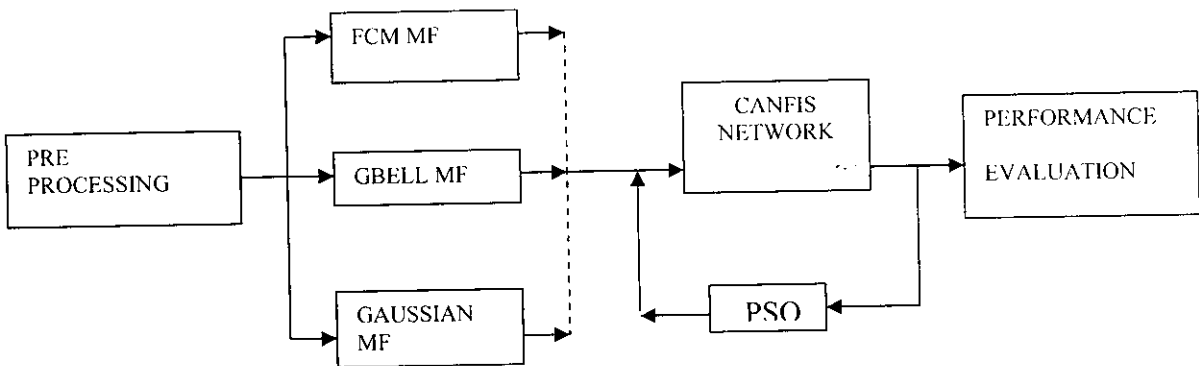 FCM MF
PRE
PROCESSING
GBELL MF
GAUSSIAN
MF
CANFIS
NETWORK
PSO
PERFORMANCE
EVALUATION